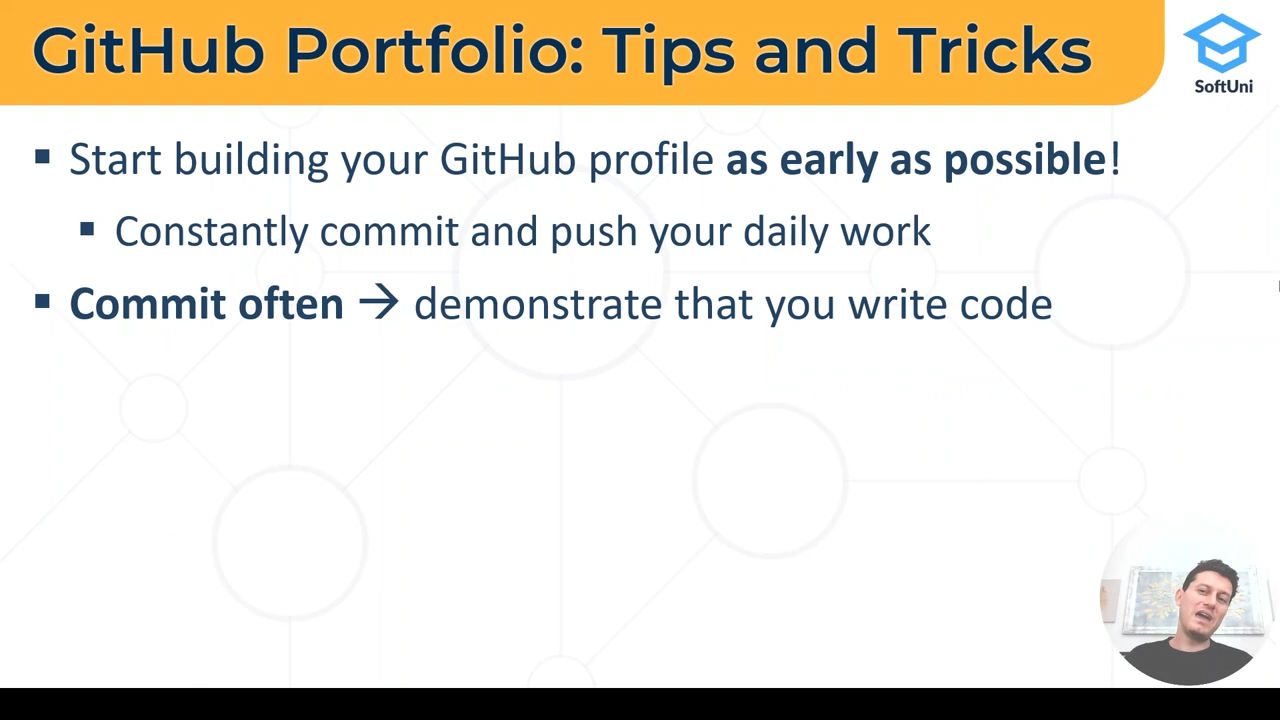 GitHub Portfolio: Tips and Tricks
SoftUni
▪ Start building your GitHub profile as early as possible!
▪ Constantly commit and push your daily work
▪ Commit often → demonstrate that you write code